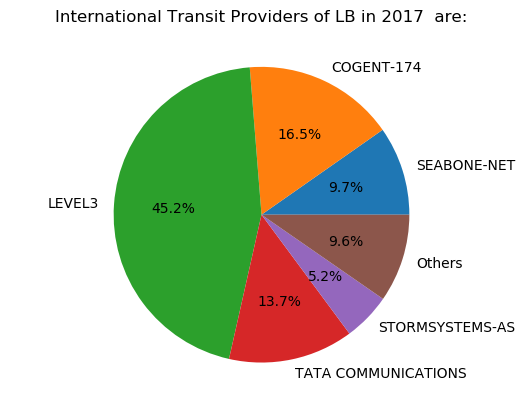 International Transit Providers of LB in 2017  are:
COGENT-174
16.5%
SEABONE-NET
9.7%
LEVEL3
45.2%
9.6%
Others
5.2%
13.7%
STORMSYSTEMS-AS
TATA COMMUNICATIONS